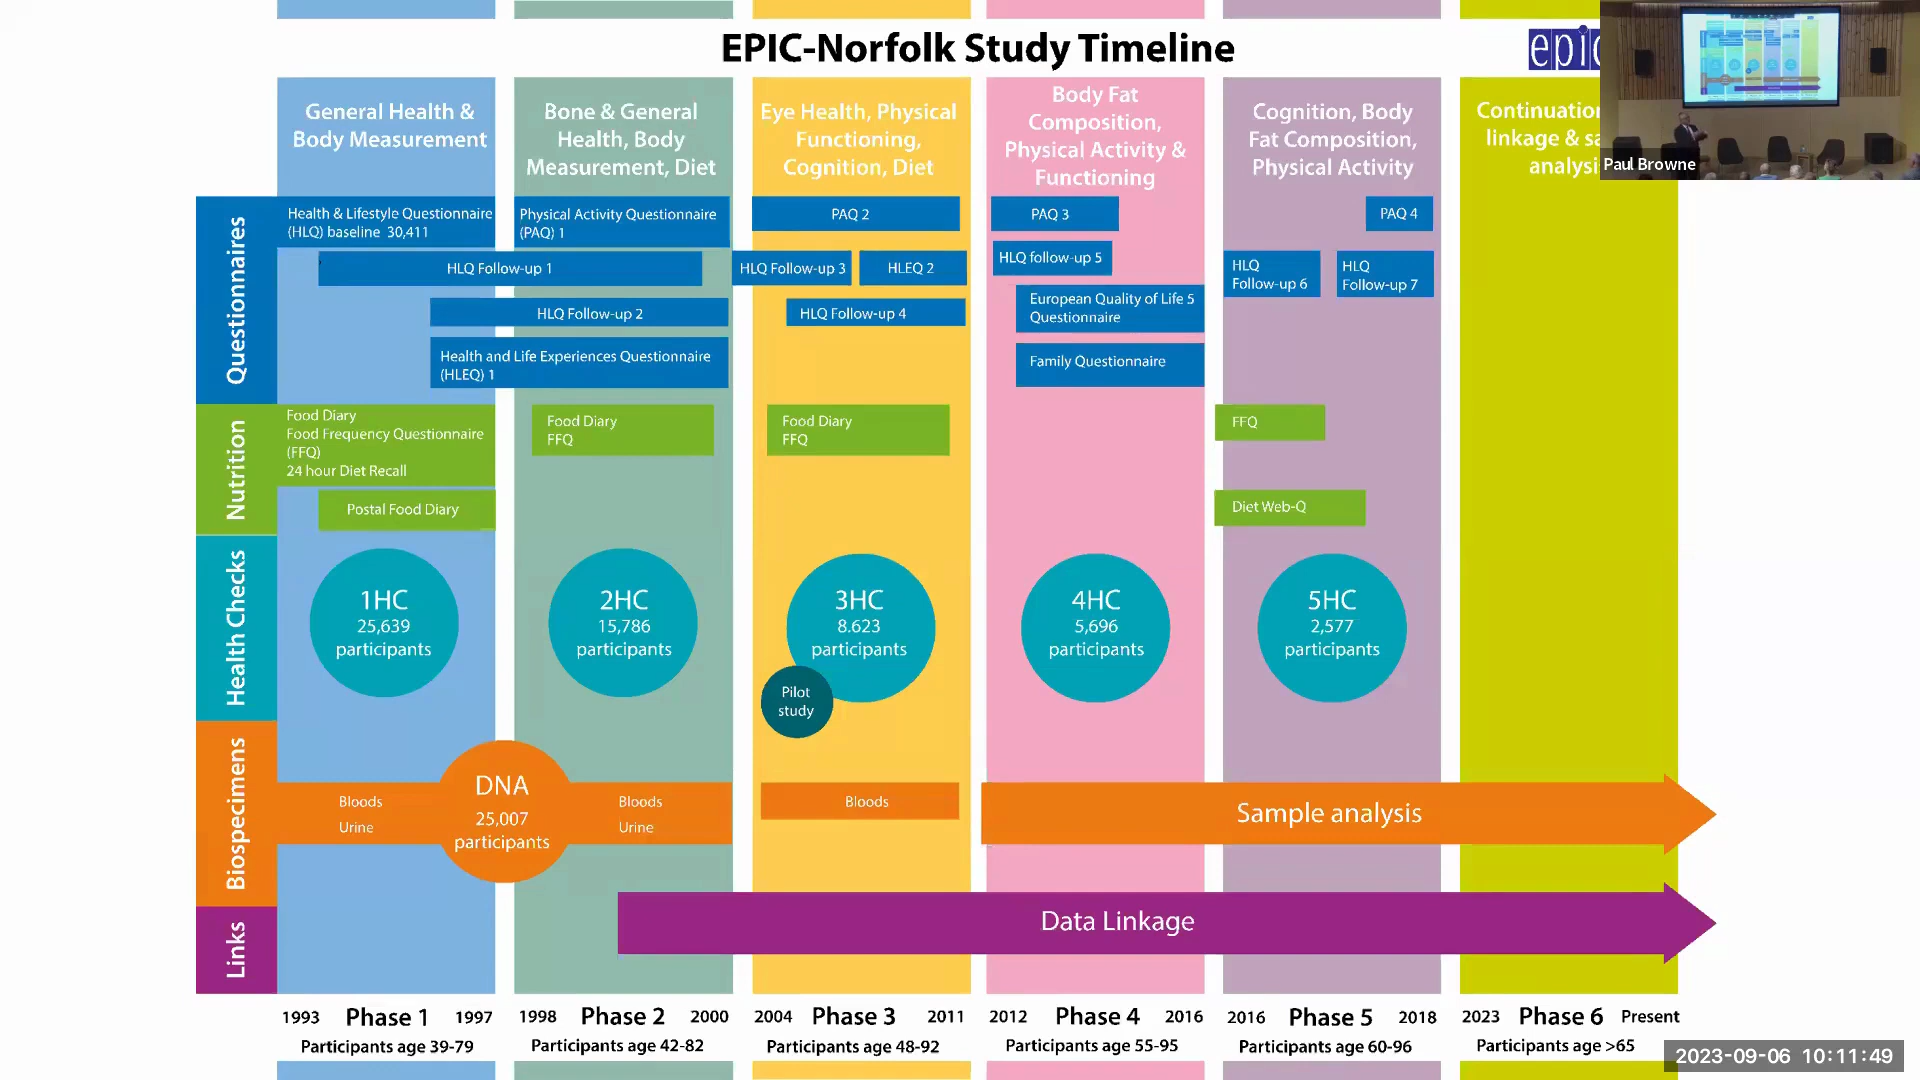 EPIC-Norfolk Study Timeline
epic
Paul Browne
General Health &
Body Measurement
Bone & General
Health, Body
Measurement, Diet
Eye Health, Physical
Functioning,
Cognition, Diet
Body Fat
Composition,
Physical Activity &
Functioning
Cognition, Body
Fat Composition,
Physical Activity
Continuation
linkage & sa
analysi
Questionnaires
Health & Lifestyle Questionnaire
(HLQ) baseline 30,411
Physical Activity Questionnaire
(PAQ) 1
PAQ 2
PAQ 3
PAQ 4
HLQ Follow-up 1
HLQ Follow-up 3
HLEQ 2
HLQ follow-up 5
HLQ
Follow-up 6
HLQ
Follow-up 7
HLQ Follow-up 2
HLQ Follow-up 4
European Quality of Life 5
Questionnaire
Health and Life Experiences Questionnaire
(HLEQ) 1
Family Questionnaire
Nutrition
Food Diary
Food Frequency Questionnaire
(FFQ)
24 hour Diet Recall
Food Diary
FFQ
Food Diary
FFQ
FFQ
Postal Food Diary
Diet Web-Q
Health Checks
1HC
25,639
participants
2HC
15,786
participants
3HC
8.623
participants
Pilot
study
4HC
5,696
participants
5HC
2,577
participants
Biospecimens
Bloods
Urine
DNA
25,007
participants
Bloods
Urine
Bloods
Sample analysis
Links
Data Linkage
1993 Phase 1 1997
Participants age 39-79
1998 Phase 2 2000
Participants age 42-82
2004 Phase 3 2011
Participants age 48-92
2012 Phase 4 2016
Participants age 55-95
2016 Phase 5 2018
Participants age 60-96
2023 Phase 6 Present
Participants age >65
2023-09-06 10:11:49